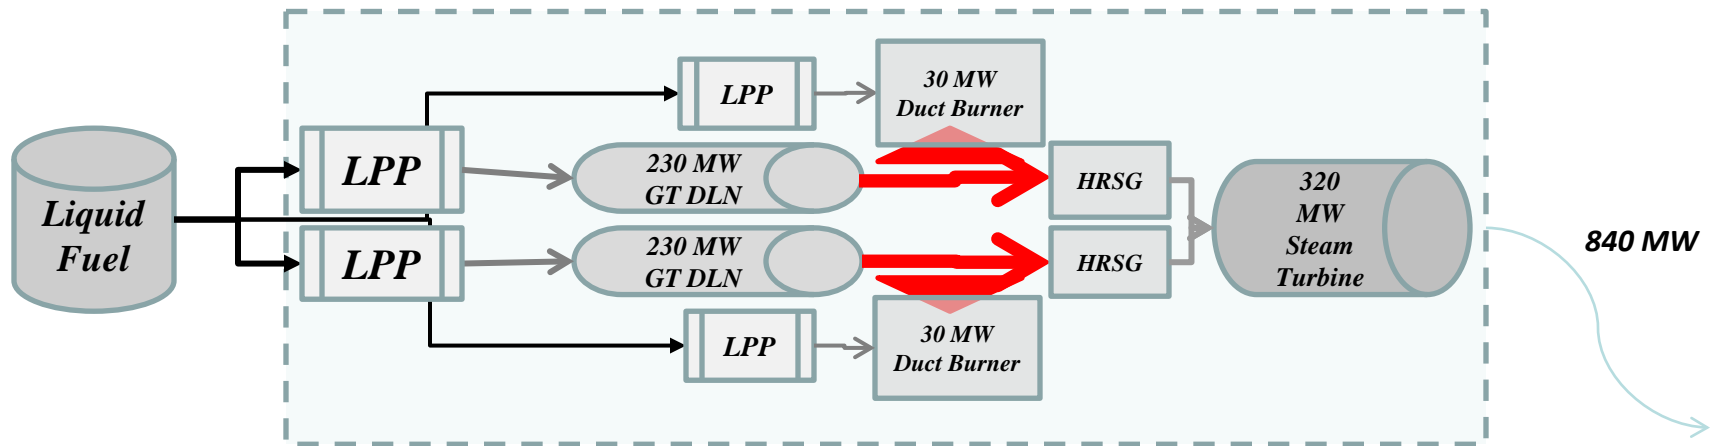 Liquid
Fuel
LPP
LPP
LPP
30 MW
Duct Burner
230 MW
GT DLN
230 MW
GT DLN
LPP
30 MW
Duct Burner
HRSG
HRSG
320
MW
Steam
Turbine
840 MW